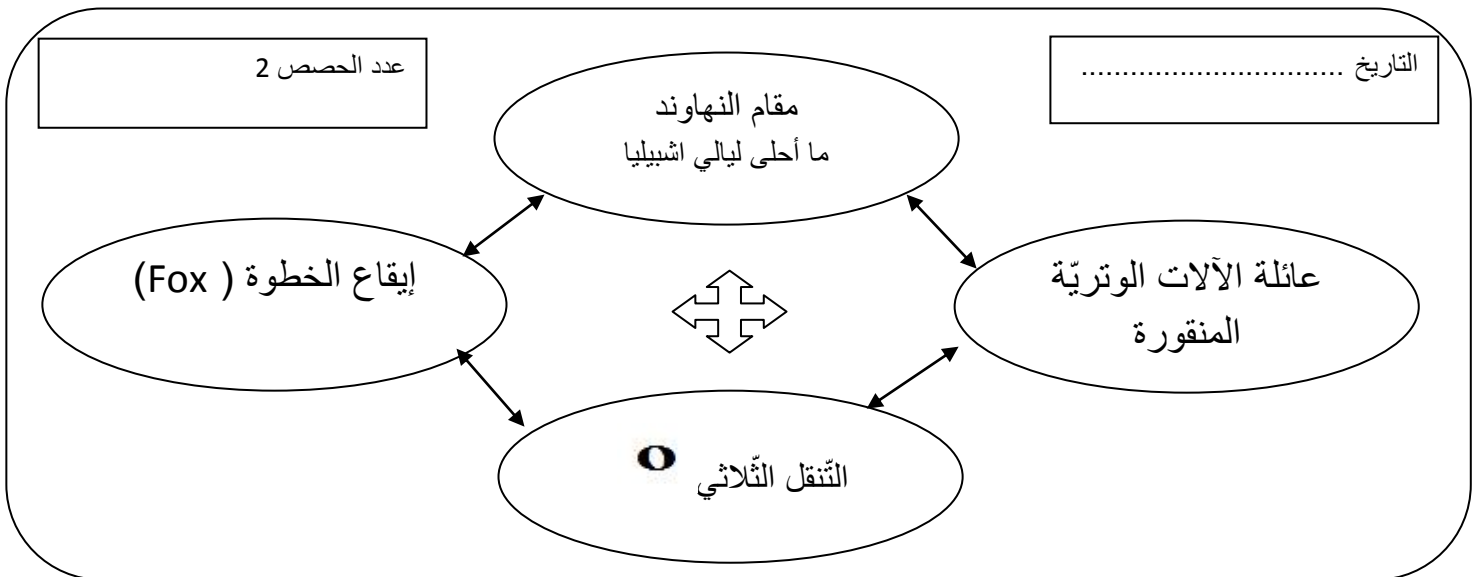 التاريخ ................................
عدد الحصص 2
مقام النهاوند
ما أحلى ليالي اشبيليا
عائلة الآلات الوتريّة
المنقورة
إيقاع الخطوة ( Fox)
التّنقل الثّلاثي